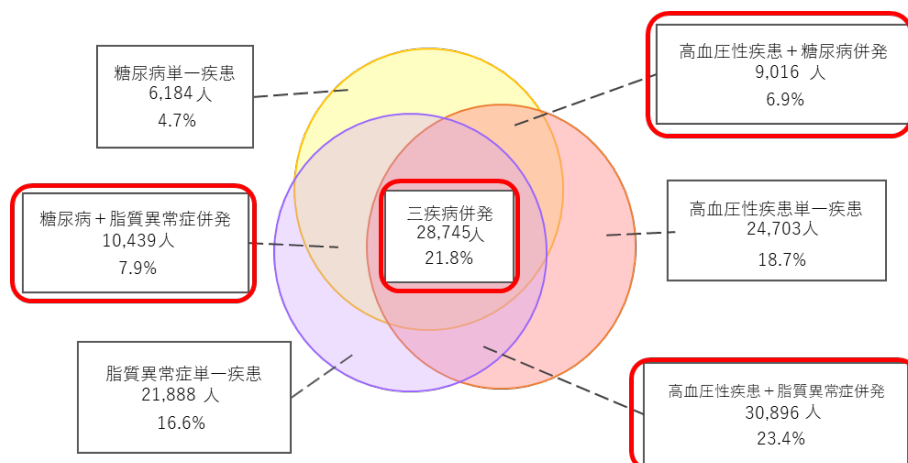 糖尿病単一疾患
6,184 人
4.7%
高血圧性疾患＋糖尿病併発
9,016 人
6.9%
糖尿病＋脂質異常症併発
10,439人
7.9%
三疾病併発
28,745人
21.8%
高血圧性疾患単一疾患
24,703人
18.7%
脂質異常症単一疾患
21,888 人
16.6%
高血圧性疾患＋脂質異常症併発
30,896 人
23.4%